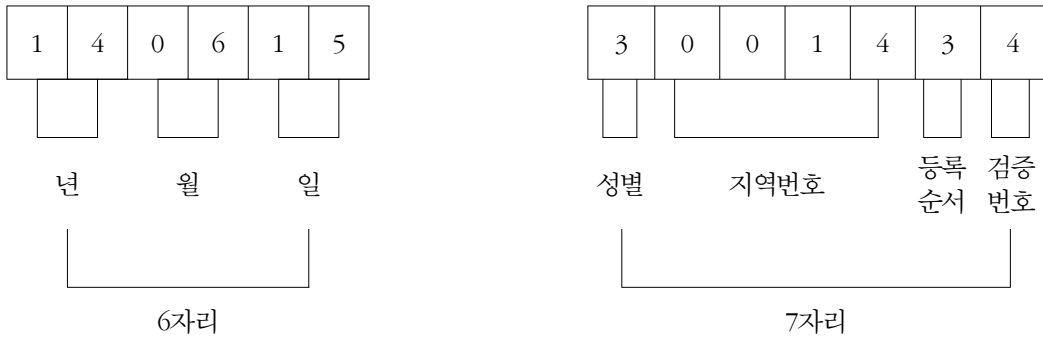 1 4 0 6 1 5 3 0 0 1 4 3 4
년 월 일 성별 지역번호 등록 검증
순서 번호
6자리 7자리